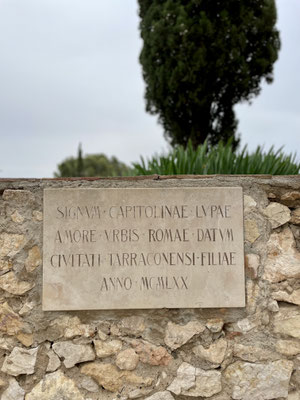 SIGNVM · CAPITOLINAE · LVPAE
AMORE · VRBIS · ROMAE · DATVM
CIVITATI · TARRACONENSI · FILIAE
ANNO · MCMLXX